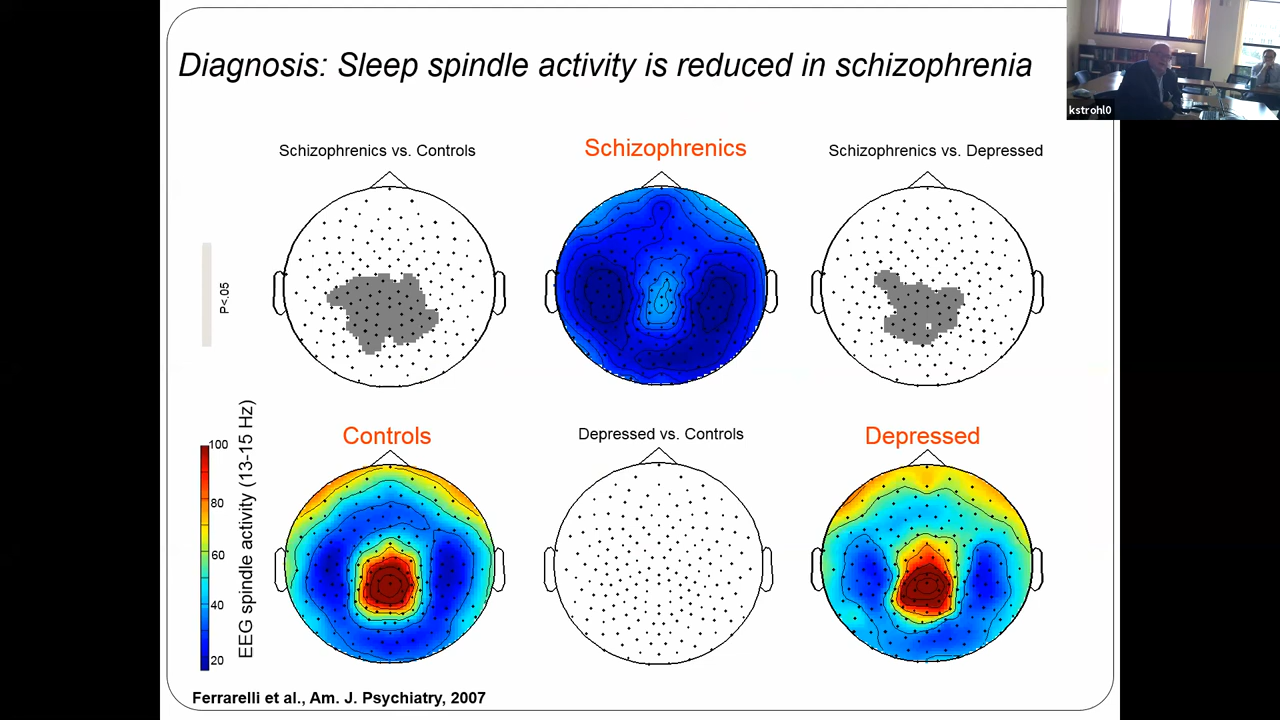 Diagnosis: Sleep spindle activity is reduced in schizophrenia
kstrohl0
Schizophrenics vs. Controls
Schizophrenics
Schizophrenics vs. Depressed
P<.05
Controls
Depressed vs. Controls
Depressed
EEG spindle activity (13-15 Hz)
100
80
60
40
20
Ferrarelli et al., Am. J. Psychiatry, 2007